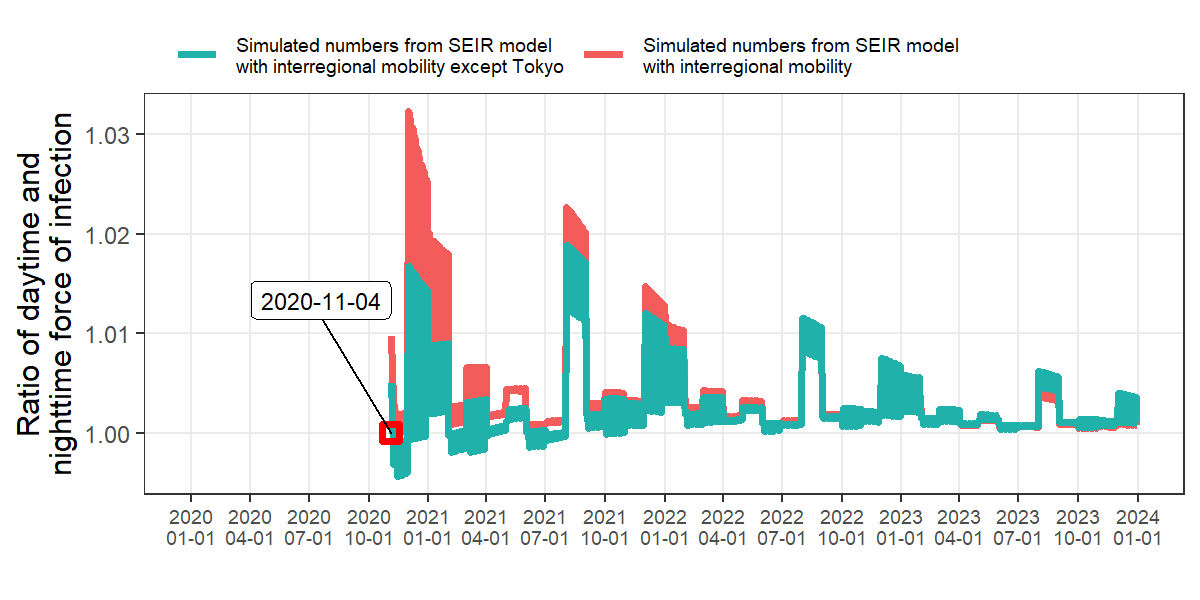 Simulated numbers from SEIR model
with interregional mobility except Tokyo
Simulated numbers from SEIR model
with interregional mobility
Ratio of daytime and
nighttime force of infection
1.03
1.02
1.01
1.00
2020-11-04
2020 2020 2020 2020 2021 2021 2021 2021 2022 2022 2022 2022 2023 2023 2023 2023 2024
01-01 04-01 07-01 10-01 01-01 04-01 07-01 10-01 01-01 04-01 07-01 10-01 01-01 04-01 07-01 10-01 01-01